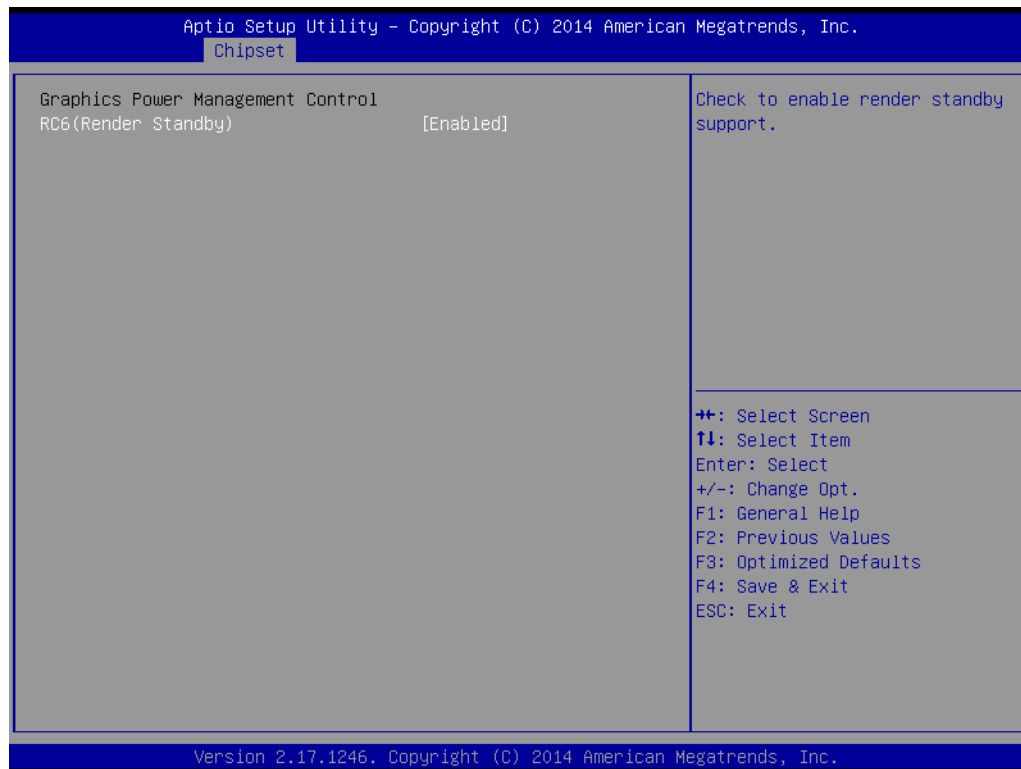 Aptio Setup Utility – Copyright (C) 2014 American Megatrends, Inc.
Chipset
Graphics Power Management Control
RC6(Render Standby) [Enabled]
Check to enable render standby
support.
→←: Select Screen
↑↓: Select Item
Enter: Select
+/-: Change Opt.
F1: General Help
F2: Previous Values
F3: Optimized Defaults
F4: Save & Exit
ESC: Exit
Version 2.17.1246. Copyright (C) 2014 American Megatrends, Inc.